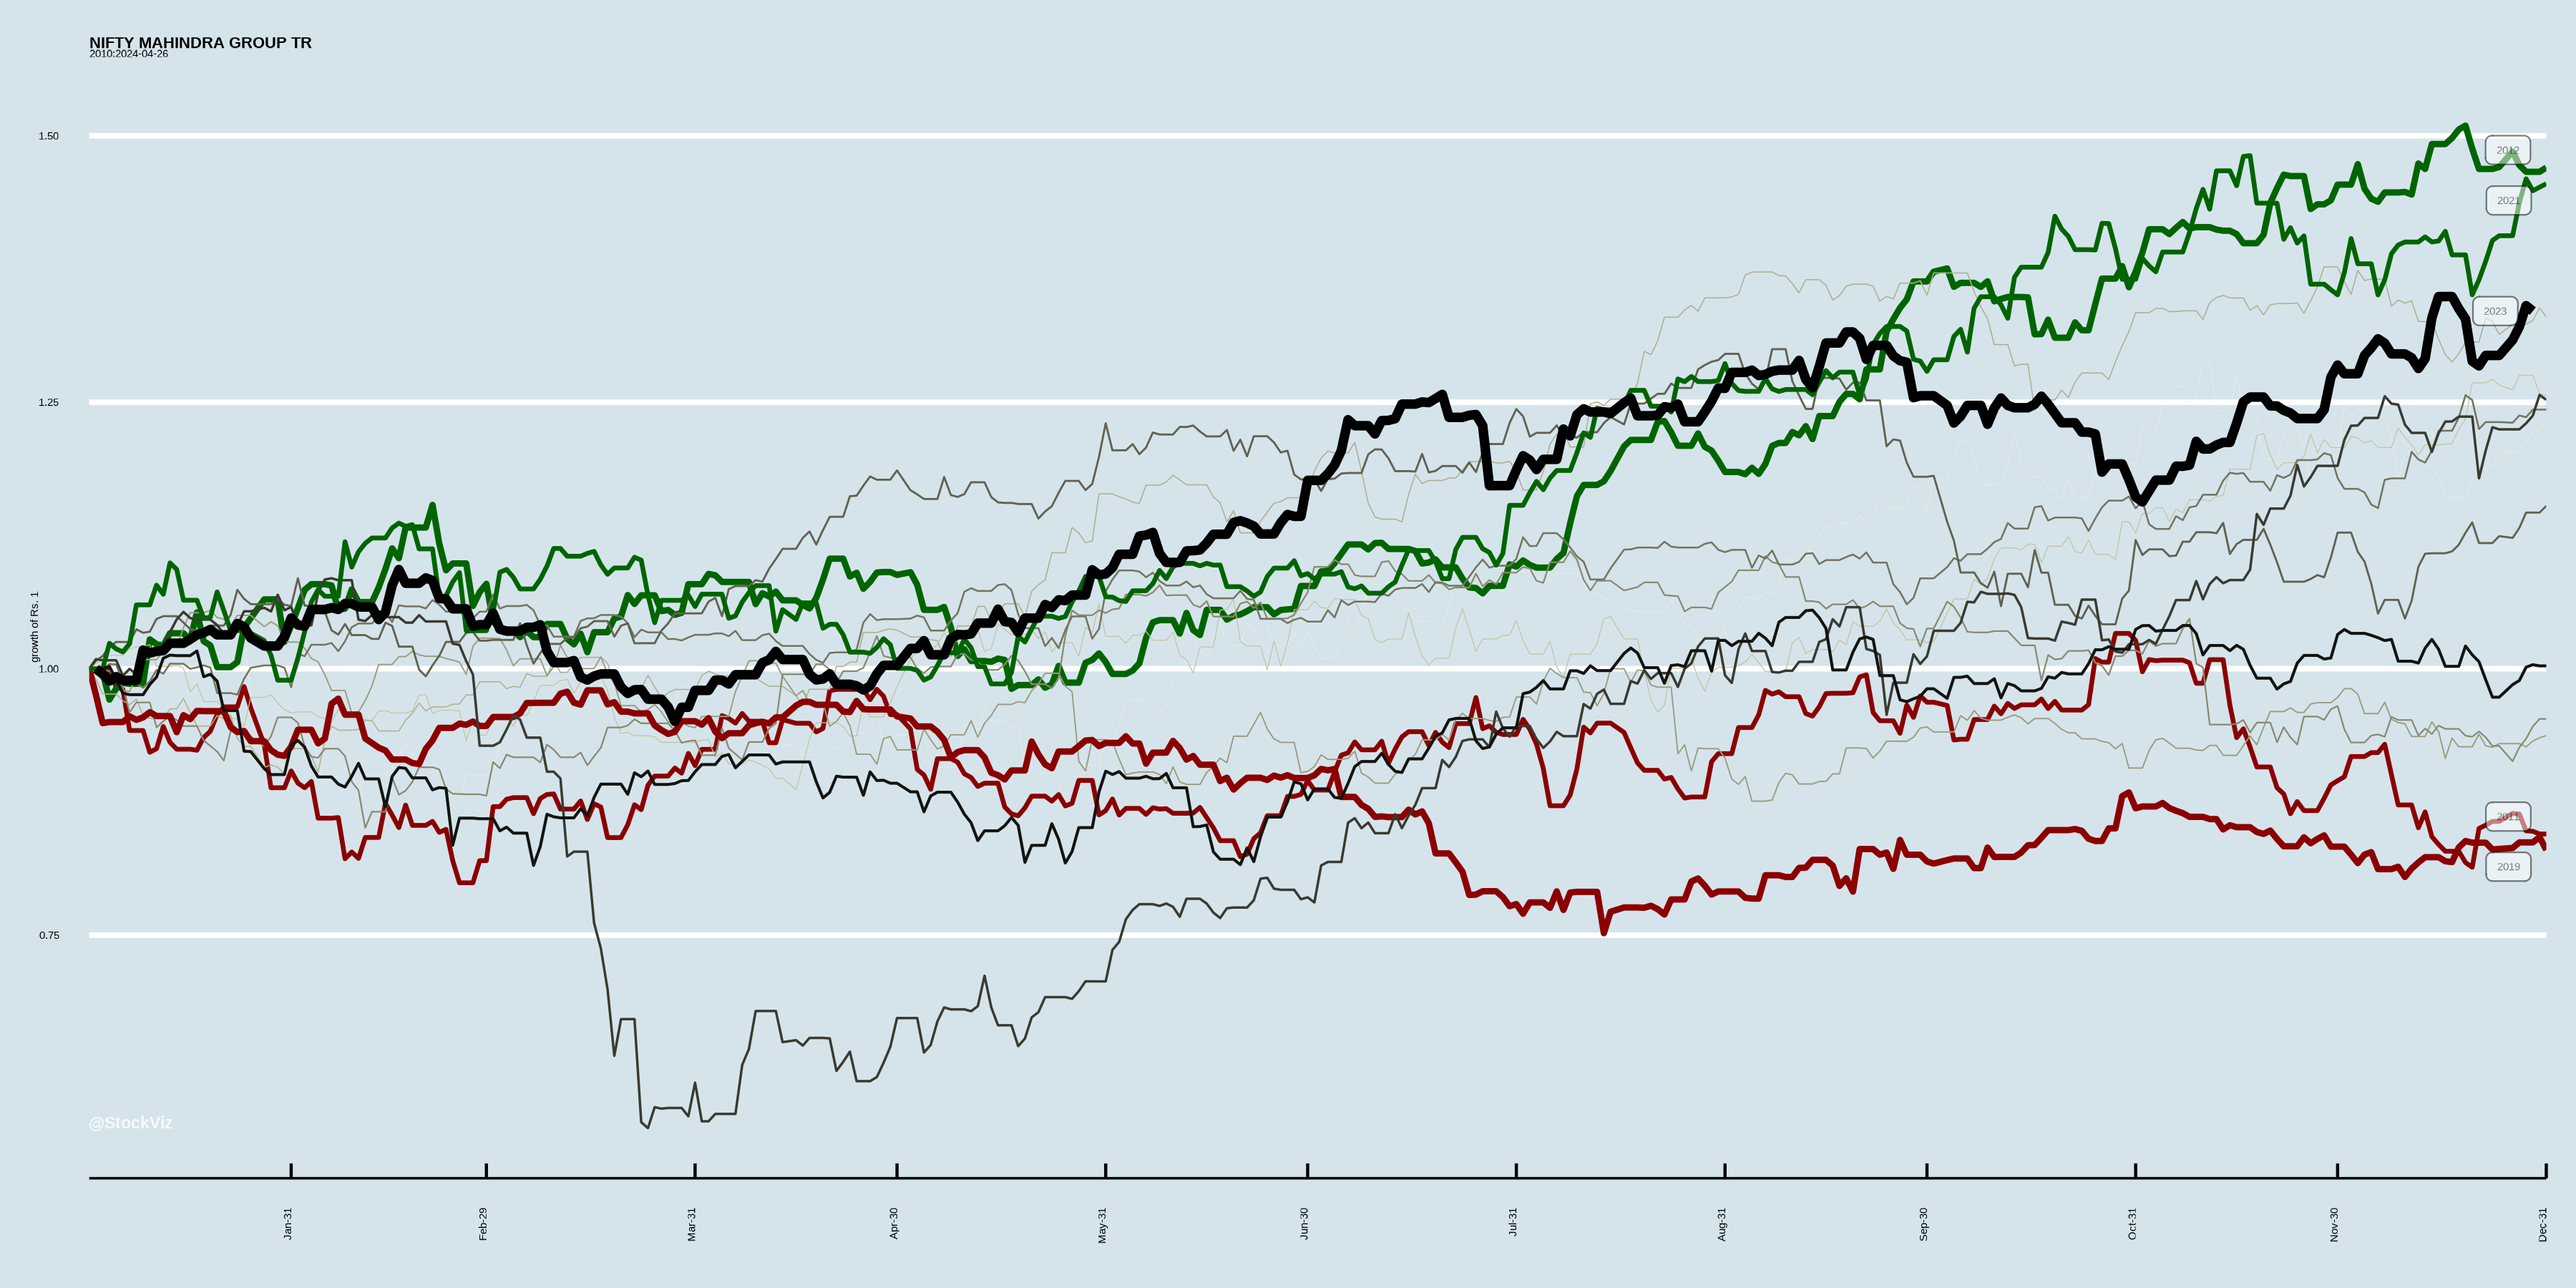 NIFTY MAHINDRA GROUP TR
2010:2024-04-26
growth of Rs. 1
1.50
1.25
1.00
0.75
2012
2021
2023
2011
2019
@StockViz
Jan-31
Feb-29
Mar-31
Apr-30
May-31
Jun-30
Jul-31
Aug-31
Sep-30
Oct-31
Nov-30
Dec-31